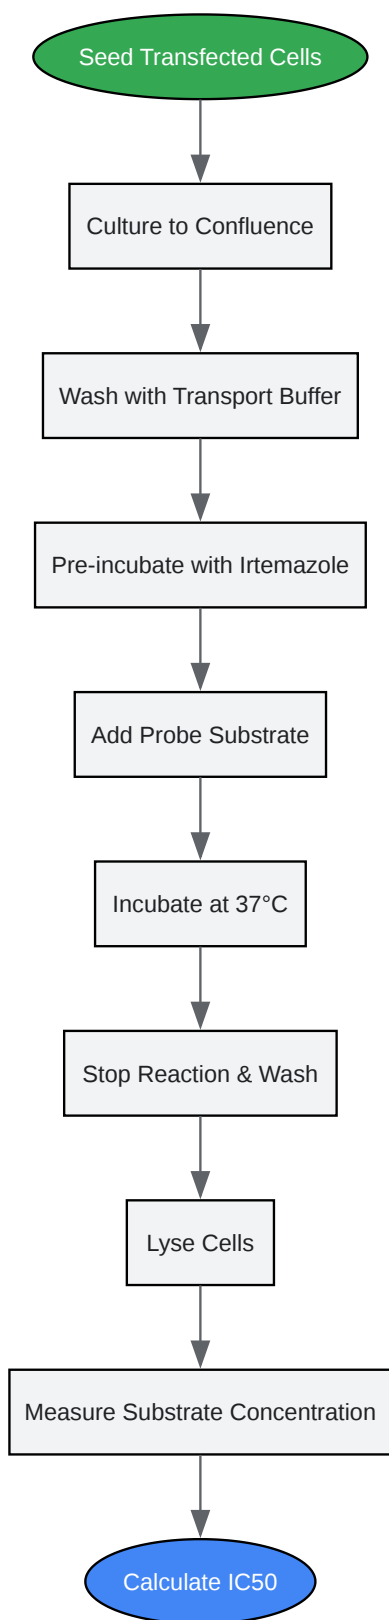 Seed Transfected Cells
Culture to Confluence
Wash with Transport Buffer
Pre-incubate with Irtemazole
Add Probe Substrate
Incubate at 37°C
Stop Reaction & Wash
Lyse Cells
Measure Substrate Concentration
Calculate IC50